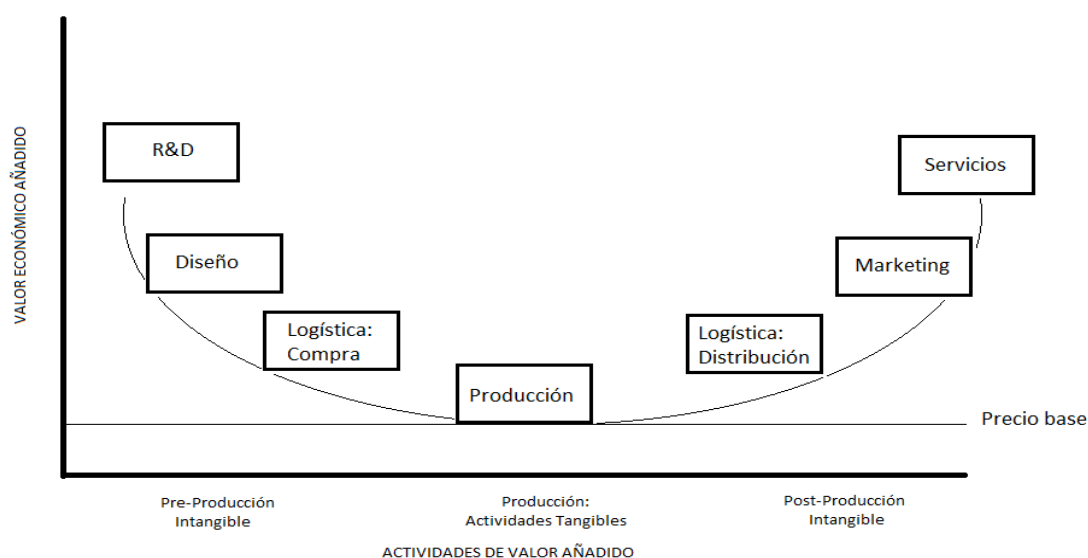 VALOR ECONÓMICO AÑADIDO
R&D
Servicios
Diseño
Marketing
Logística:
Compra
Logística:
Distribución
Producción
Precio base
Pre-Producción
Intangible
Producción:
Actividades Tangibles
Post-Producción
Intangible
ACTIVIDADES DE VALOR AÑADIDO